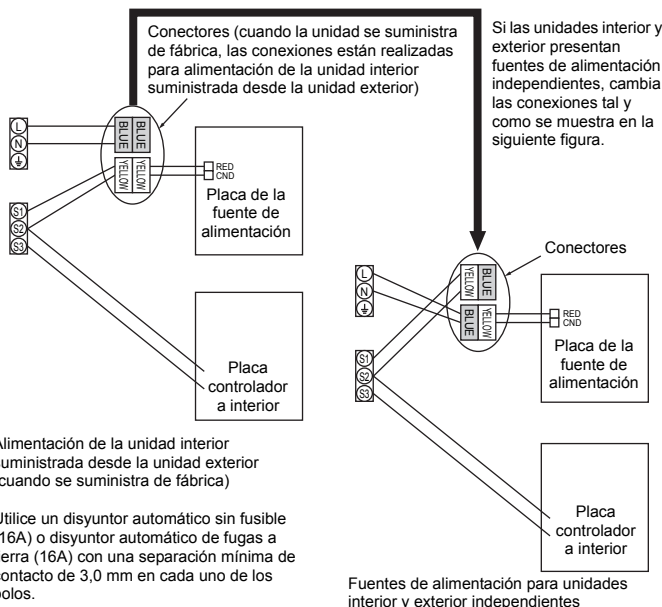 Conectores (cuando la unidad se suministra
de fábrica, las conexiones están realizadas
para alimentación de la unidad interior
suministrada desde la unidad exterior)
Si las unidades interior y
exterior presentan
fuentes de alimentación
independientes, cambia
las conexiones tal y
como se muestra en la
siguiente figura.
L
N
BLUE
BLUE
YELLOW
YELLOW
RED
CND
Placa de la
fuente de
alimentación
S1
S2
S3
Placa
controlador
a interior
Alimentación de la unidad interior
suministrada desde la unidad exterior
cuando se suministra de fábrica)
Utilice un disyuntor automático sin fusible
16A) o disyuntor automático de fugas a
ierra (16A) con una separación mínima de
contacto de 3,0 mm en cada uno de los
polos.
Conectores
L
N
YELLOW
BLUE
BLUE
YELLOW
RED
CND
Placa de la
fuente de
alimentación
S1
S2
S3
Placa
controlador
a interior
Fuentes de alimentación para unidades
interior y exterior independientes